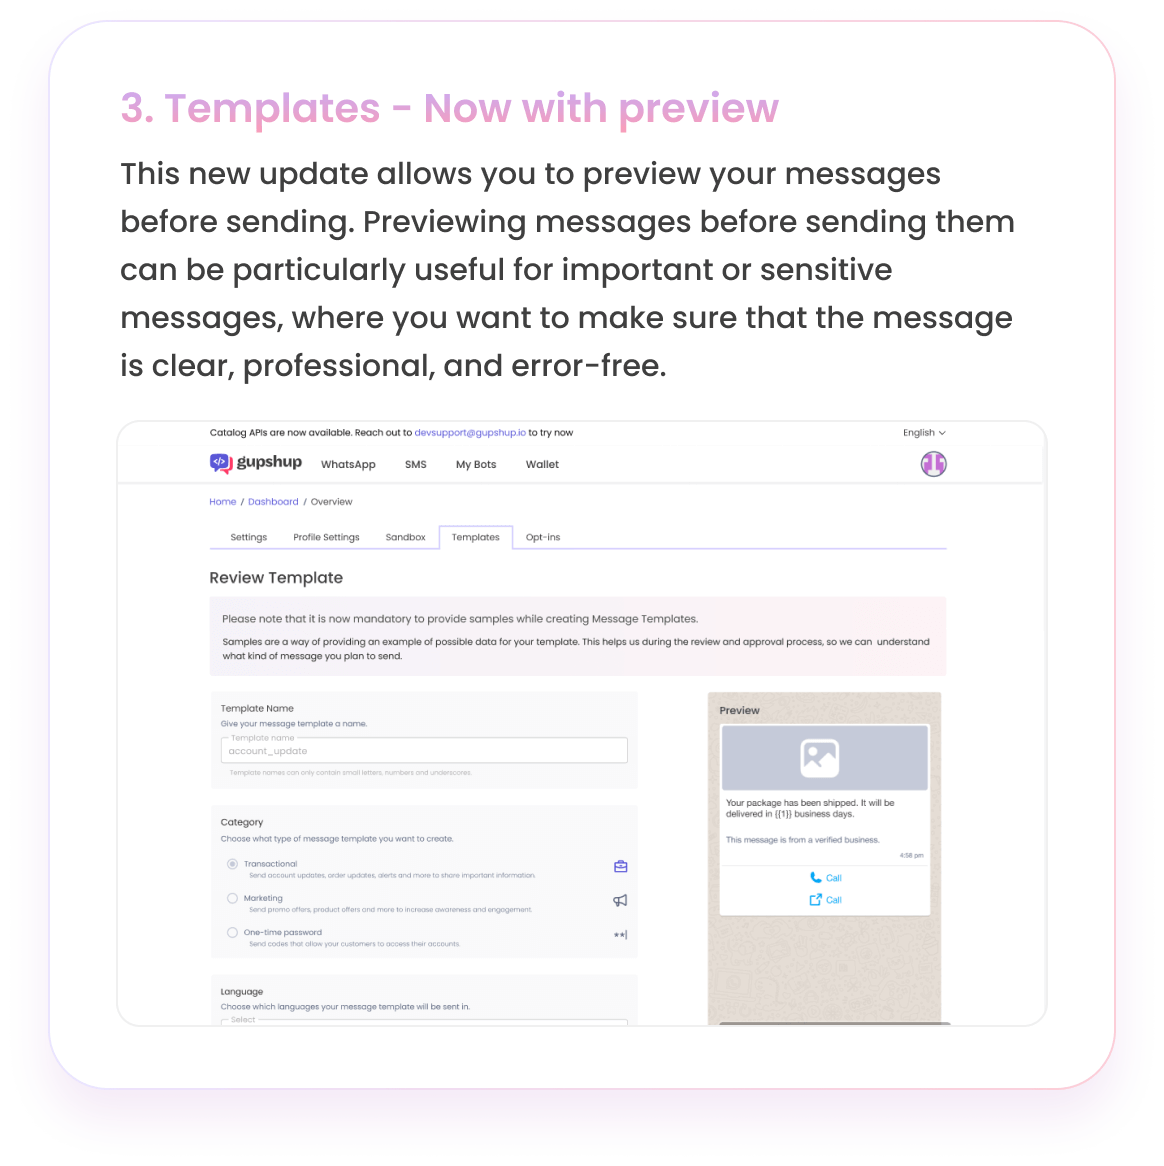 3. Templates - Now with preview
This new update allows you to preview your messages
before sending. Previewing messages before sending them
can be particularly useful for important or sensitive
messages, where you want to make sure that the message
is clear, professional, and error-free.
Catalog APIs are now available. Reach out to devsupport@gupshup.io to try now
English
gupshup WhatsApp SMS My Bots Wallet
Home / Dashboard / Overview
Settings Profile Settings Sandbox Templates Opt-ins
Review Template
Please note that it is now mandatory to provide samples while creating Message Templates.
Samples are a way of providing an example of possible data for your template. This helps us during the review and approval process, so we can understand
what kind of message you plan to send.
Template Name
Give your message template a name.
Template name
account_update
Template names can only contain small letters, numbers and underscores.
Category
Choose what type of message template you want to create.
Transactional
Send account updates, order updates, alerts and more to share important information.
Marketing
Send promo offers, product offers and more to increase awareness and engagement.
One-time password
Send codes that allow your customers to access their accounts.
**|
Language
Choose which languages your message template will be sent in.
Select
Preview
Your package has been shipped. It will be
delivered in {{1}} business days.
This message is from a verified business.
4:58 pm
Call
Call